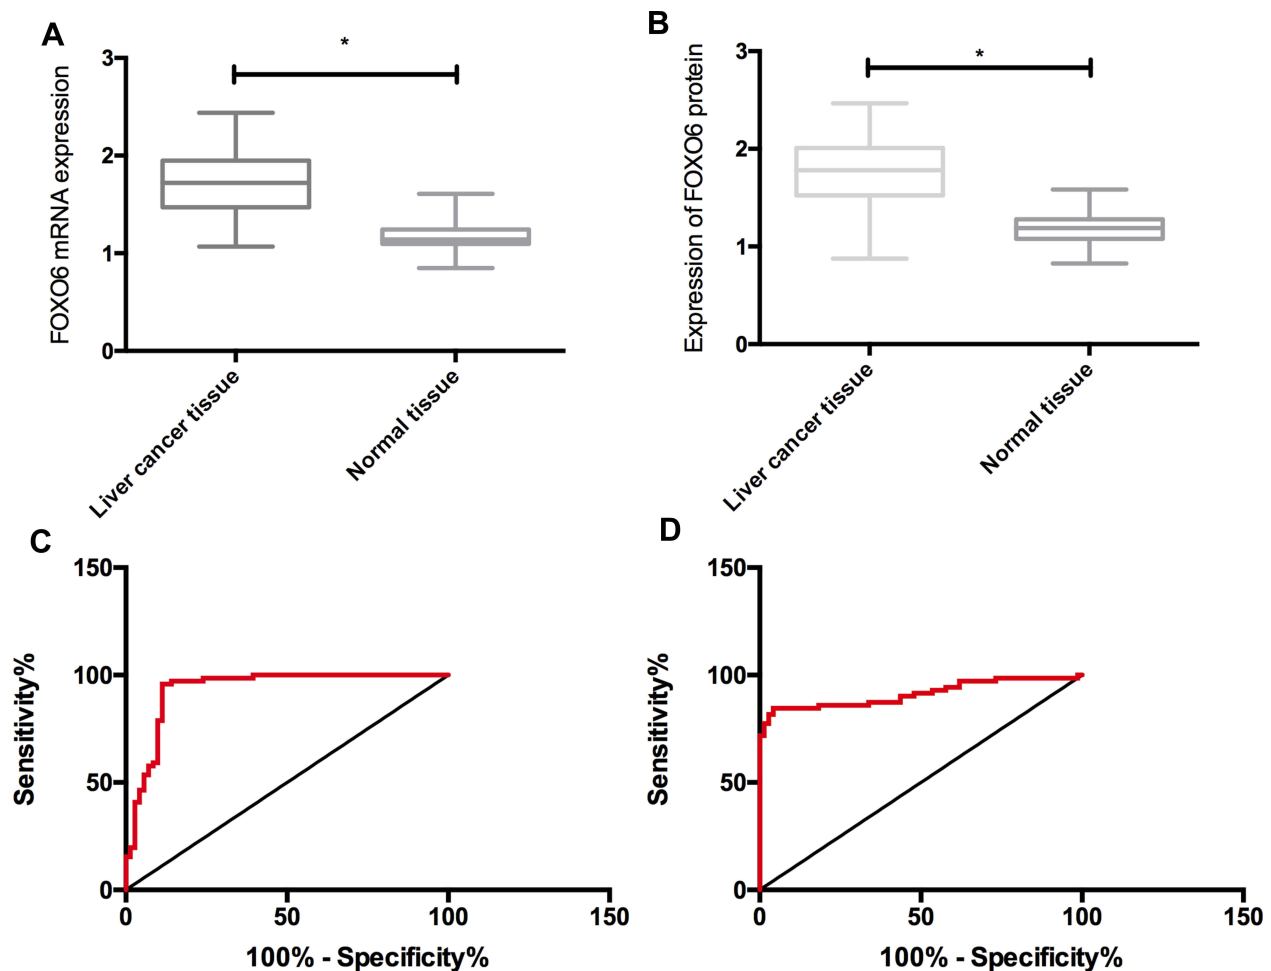 A
*
FOXO6 mRNA expression
3
2
1
0
Liver cancer tissue
Normal tissue
B
*
Expression of FOXO6 protein
3
2
1
0
Liver cancer tissue
Normal tissue
C
Sensitivity%
150
100
50
0
0 50 100 150
100% - Specificity%
D
Sensitivity%
150
100
50
0
0 50 100 150
100% - Specificity%